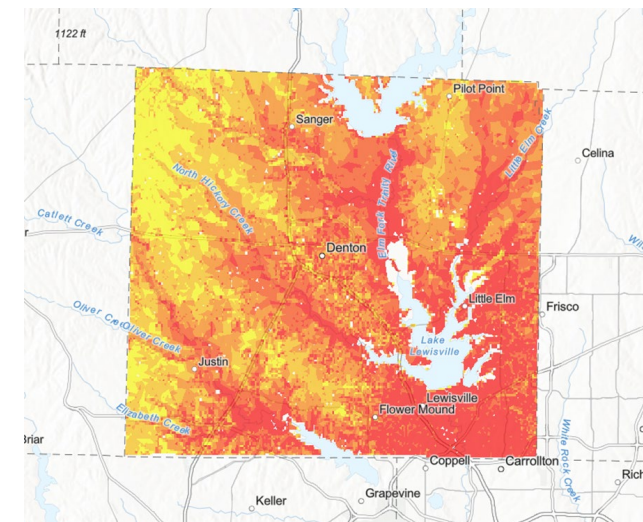 1122 ft
Pilot Point
Sanger
Celina
Little Elm Creek
North Hickory Creek
Elm Fork Trinity Riv
Catlett Creek
Denton
Little Elm
Frisco
Oliver Creek
Oliver Creek
Lake
Lewisville
Justin
Lewisville
Flower Mound
Elizabeth Creek
White Rock Creek
Briar
Coppell
Carrollton
Rich
Keller
Grapevine